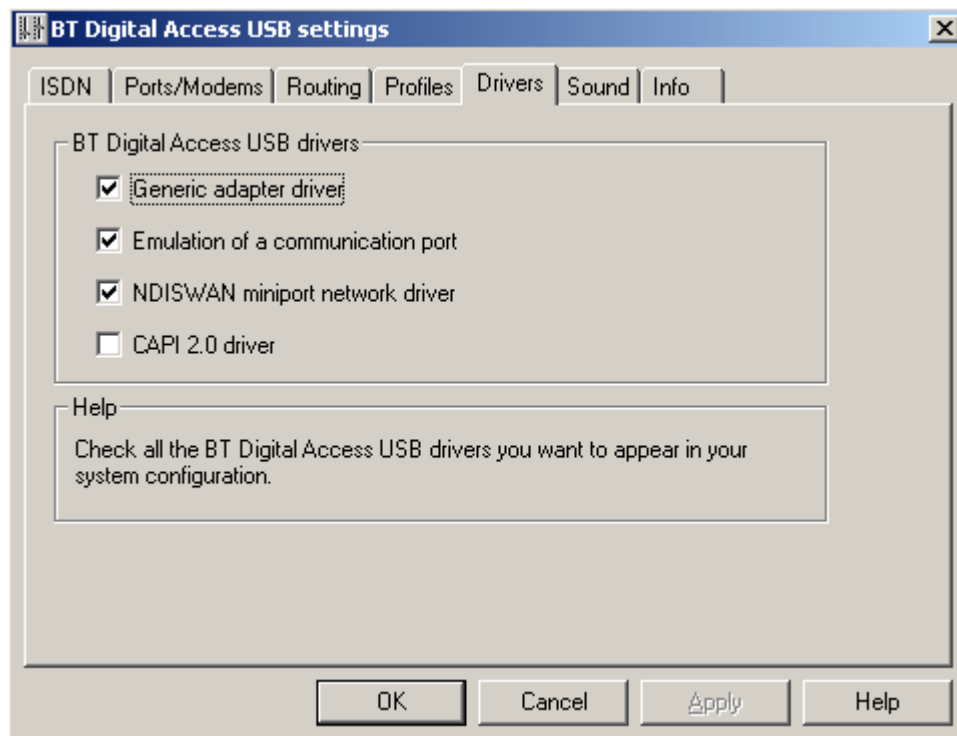 BT Digital Access USB settings
ISDN Ports/Modems Routing Profiles Drivers Sound Info
BT Digital Access USB drivers
Generic adapter driver
Emulation of a communication port
NDISWAN miniport network driver
CAPI 2.0 driver
Help
Check all the BT Digital Access USB drivers you want to appear in your
system configuration.
OK Cancel Apply Help